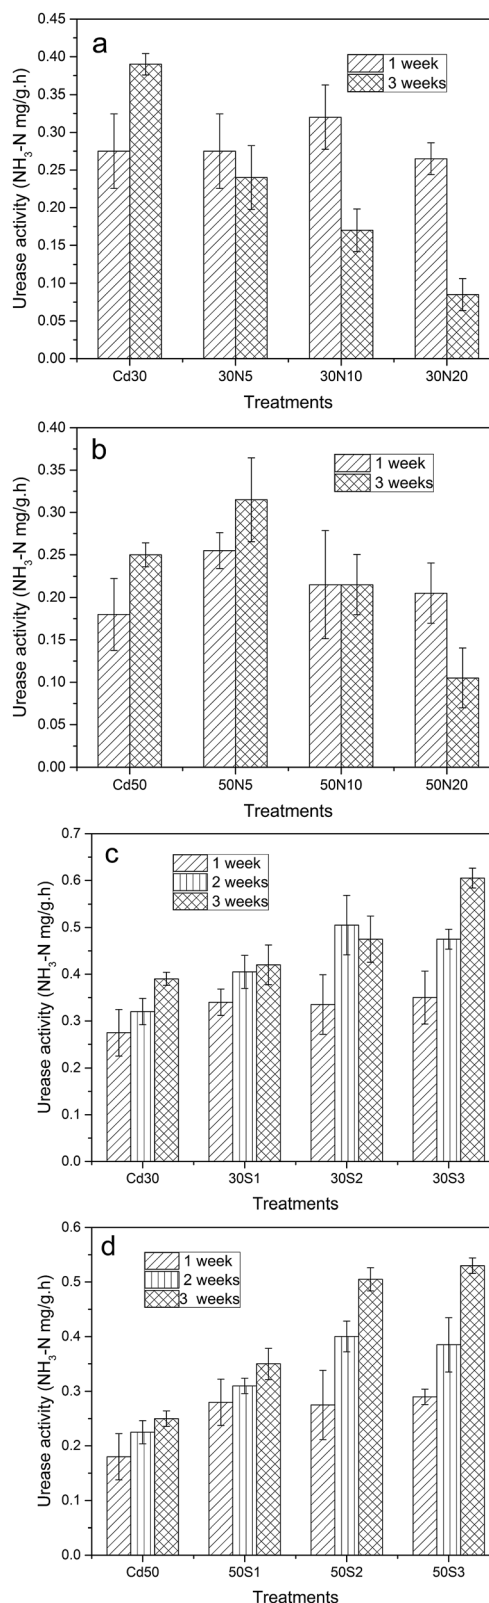 a
1 week
3 weeks
Urease activity (NH₃-N mg/g.h)
0.45
0.40
0.35
0.30
0.25
0.20
0.15
0.10
0.05
0.00
Cd30 30N5 30N10 30N20
Treatments
b
1 week
3 weeks
Urease activity (NH₃-N mg/g.h)
0.40
0.35
0.30
0.25
0.20
0.15
0.10
0.05
0.00
Cd50 50N5 50N10 50N20
Treatments
c
1 week
2 weeks
3 weeks
Urease activity (NH₃-N mg/g.h)
0.7
0.6
0.5
0.4
0.3
0.2
0.1
0.0
Cd30 30S1 30S2 30S3
Treatments
d
1 week
2 weeks
3 weeks
Urease activity (NH₃-N mg/g.h)
0.6
0.5
0.4
0.3
0.2
0.1
0.0
Cd50 50S1 50S2 50S3
Treatments